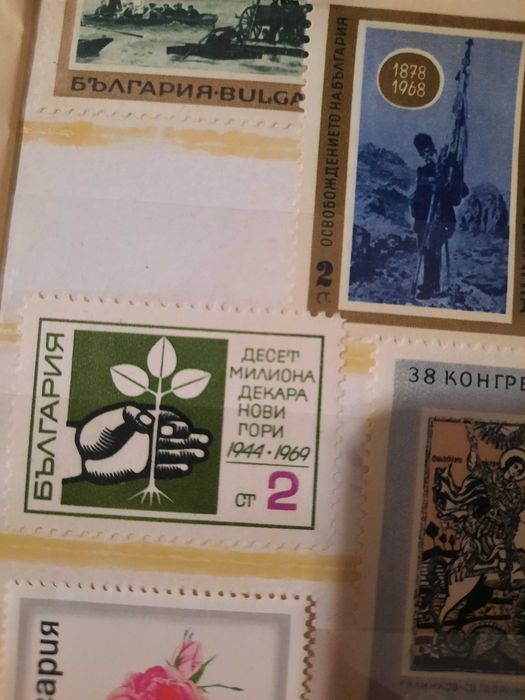 БЪЛГАРИЯ·BULGA
ОСВОБОЖДЕНИЕТО НА БЪЛГАРИЯ
1878
1968
2
БЪЛГАРИЯ
ДЕСЕТ
МИЛИОНА
ДЕКАРА
НОВИ
ГОРИ
1944·1969
СТ 2
38 КОНГРЕ
ария